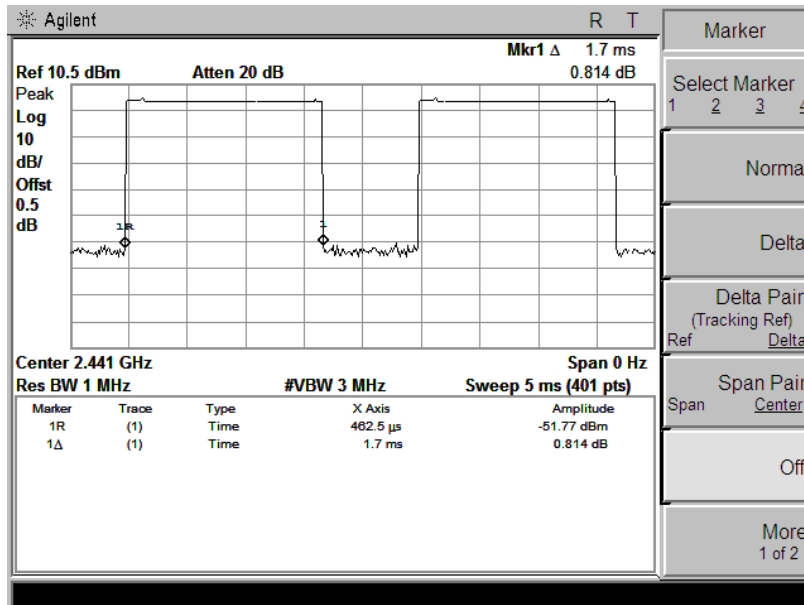 Agilent R T
Mkr1 Δ 1.7 ms
Ref 10.5 dBm Atten 20 dB 0.814 dB
Peak
Log
10
dB/
Offst
0.5
dB
1R
1
Center 2.441 GHz Span 0 Hz
Res BW 1 MHz #VBW 3 MHz Sweep 5 ms (401 pts)
Marker Trace Type X Axis Amplitude
1R (1) Time 462.5 µs -51.77 dBm
1Δ (1) Time 1.7 ms 0.814 dB
Marker
Select Marker
1 2 3 4
Norma
Delta
Delta Pair
(Tracking Ref)
Ref Delta
Span Pair
Span Center
Off
More
1 of 2